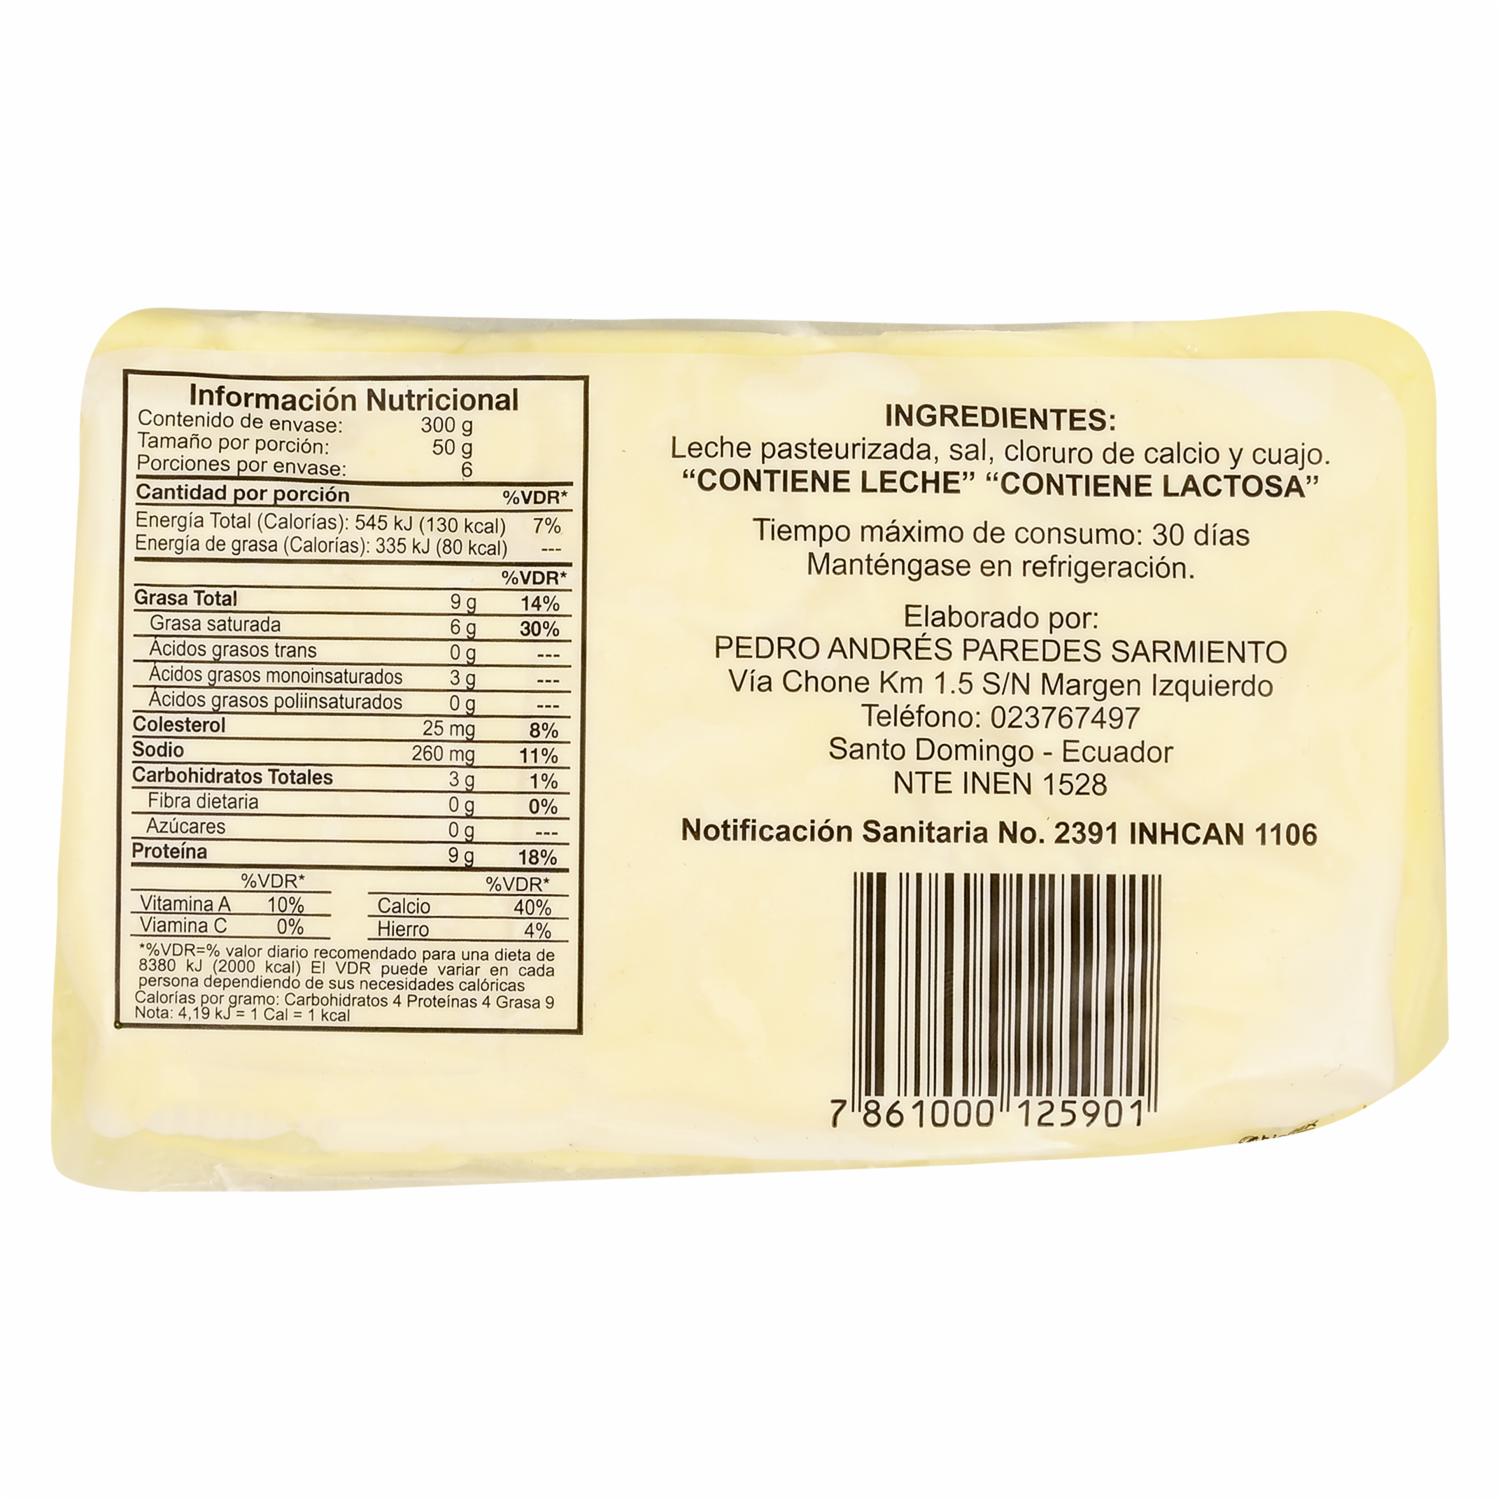 Información Nutricional
Contenido de envase: 300 g
Tamaño por porción: 50 g
Porciones por envase: 6
Cantidad por porción %VDR*
Energía Total (Calorías): 545 kJ (130 kcal) 7%
Energía de grasa (Calorías): 335 kJ (80 kcal) ---
%VDR*
Grasa Total 9 g 14%
Grasa saturada 6 g 30%
Ácidos grasos trans 0 g ---
Ácidos grasos monoinsaturados 3 g ---
Ácidos grasos poliinsaturados 0 g ---
Colesterol 25 mg 8%
Sodio 260 mg 11%
Carbohidratos Totales 3 g 1%
Fibra dietaria 0 g 0%
Azúcares 0 g ---
Proteína 9 g 18%
%VDR* %VDR*
Vitamina A 10% Calcio 40%
Viamina C 0% Hierro 4%
*%VDR=% valor diario recomendado para una dieta de
8380 kJ (2000 kcal) El VDR puede variar en cada
persona dependiendo de sus necesidades calóricas
Calorías por gramo: Carbohidratos 4 Proteínas 4 Grasa 9
Nota: 4,19 kJ = 1 Cal = 1 kcal
INGREDIENTES:
Leche pasteurizada, sal, cloruro de calcio y cuajo.
“CONTIENE LECHE” “CONTIENE LACTOSA”
Tiempo máximo de consumo: 30 días
Manténgase en refrigeración.
Elaborado por:
PEDRO ANDRÉS PAREDES SARMIENTO
Vía Chone Km 1.5 S/N Margen Izquierdo
Teléfono: 023767497
Santo Domingo - Ecuador
NTE INEN 1528
Notificación Sanitaria No. 2391 INHCAN 1106
7 861000 125901